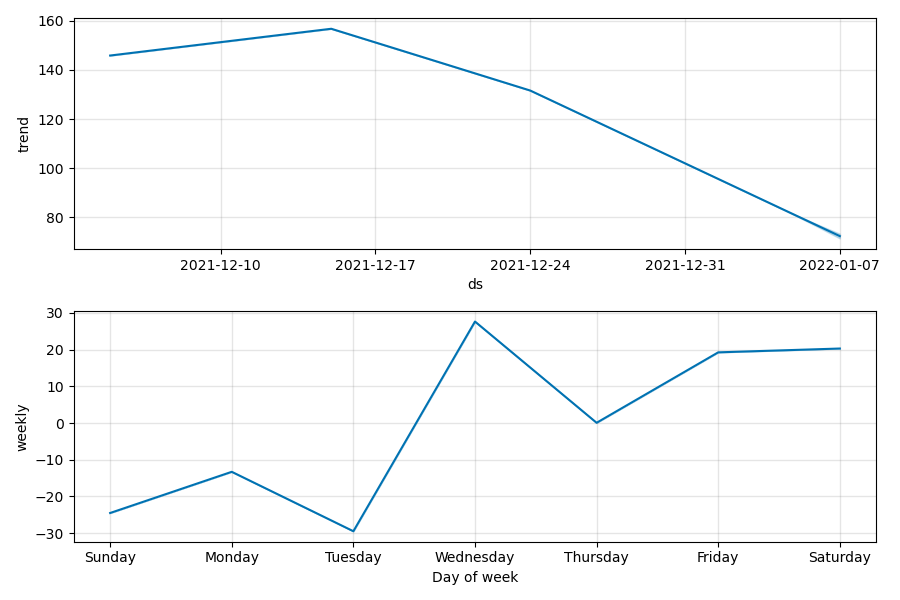 160
140
120
100
80
trend
2021-12-10 2021-12-17 2021-12-24 2021-12-31 2022-01-07
ds
30
20
10
0
−10
−20
−30
weekly
Sunday Monday Tuesday Wednesday Thursday Friday Saturday
Day of week